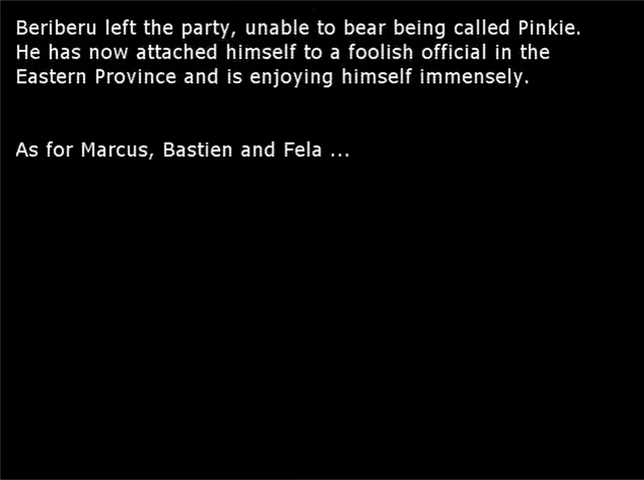 Beriberu left the party, unable to bear being called Pinkie.
He has now attached himself to a foolish official in the
Eastern Province and is enjoying himself immensely.
As for Marcus, Bastien and Fela ...